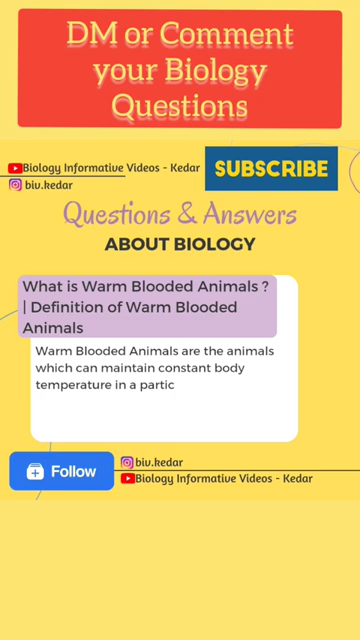 DM or Comment
your Biology
Questions
Biology Informative Videos - Kedar
SUBSCRIBE
biv.kedar
Questions & Answers
ABOUT BIOLOGY
What is Warm Blooded Animals ?
| Definition of Warm Blooded
Animals
Warm Blooded Animals are the animals
which can maintain constant body
temperature in a partic
Follow
biv.kedar
Biology Informative Videos - Kedar